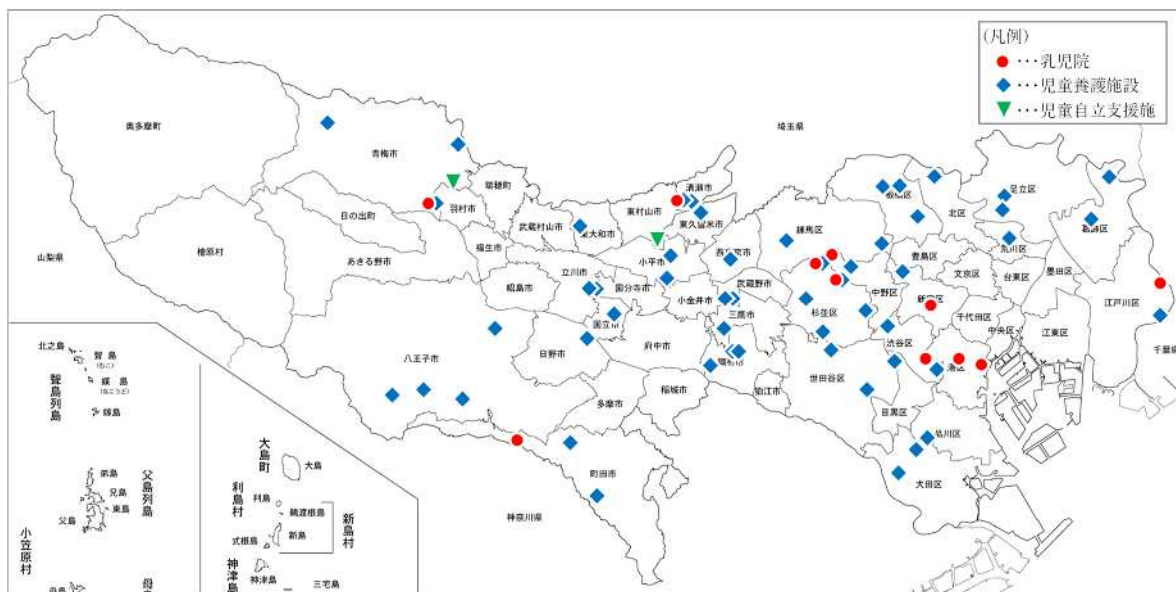 (凡例)
●・・・乳児院
◆・・・児童養護施設
▼・・・児童自立支援施
埼玉県
奥多摩町
青梅市
瑞穂町
清瀬市
板橋区
足立区
北区
日の出町
羽村市
武蔵村山市
東大和市
東村山市
東久留米市
練馬区
荒川区
葛飾区
山梨県
檜原村
あきる野市
福生市
立川市
小平市
西東京市
豊島区
文京区
台東区
墨田区
昭島市
国分寺市
小金井市
武蔵野市
中野区
新宿区
千代田区
江戸川区
三鷹市
杉並区
中央区
江東区
八王子市
日野市
国立市
府中市
調布市
渋谷区
港区
千葉県
世田谷区
多摩市
稲城市
狛江市
目黒区
品川区
町田市
大田区
神奈川県
北之島
聟島
(むこ)
媒島
(なこうど)
嫁島
聟島列島
弟島
兄島
東島
父島
父島列島
小笠原村
大島町
大島
利島村
利島
鵜渡根島
新島
式根島
新島村
神津島
三宅島